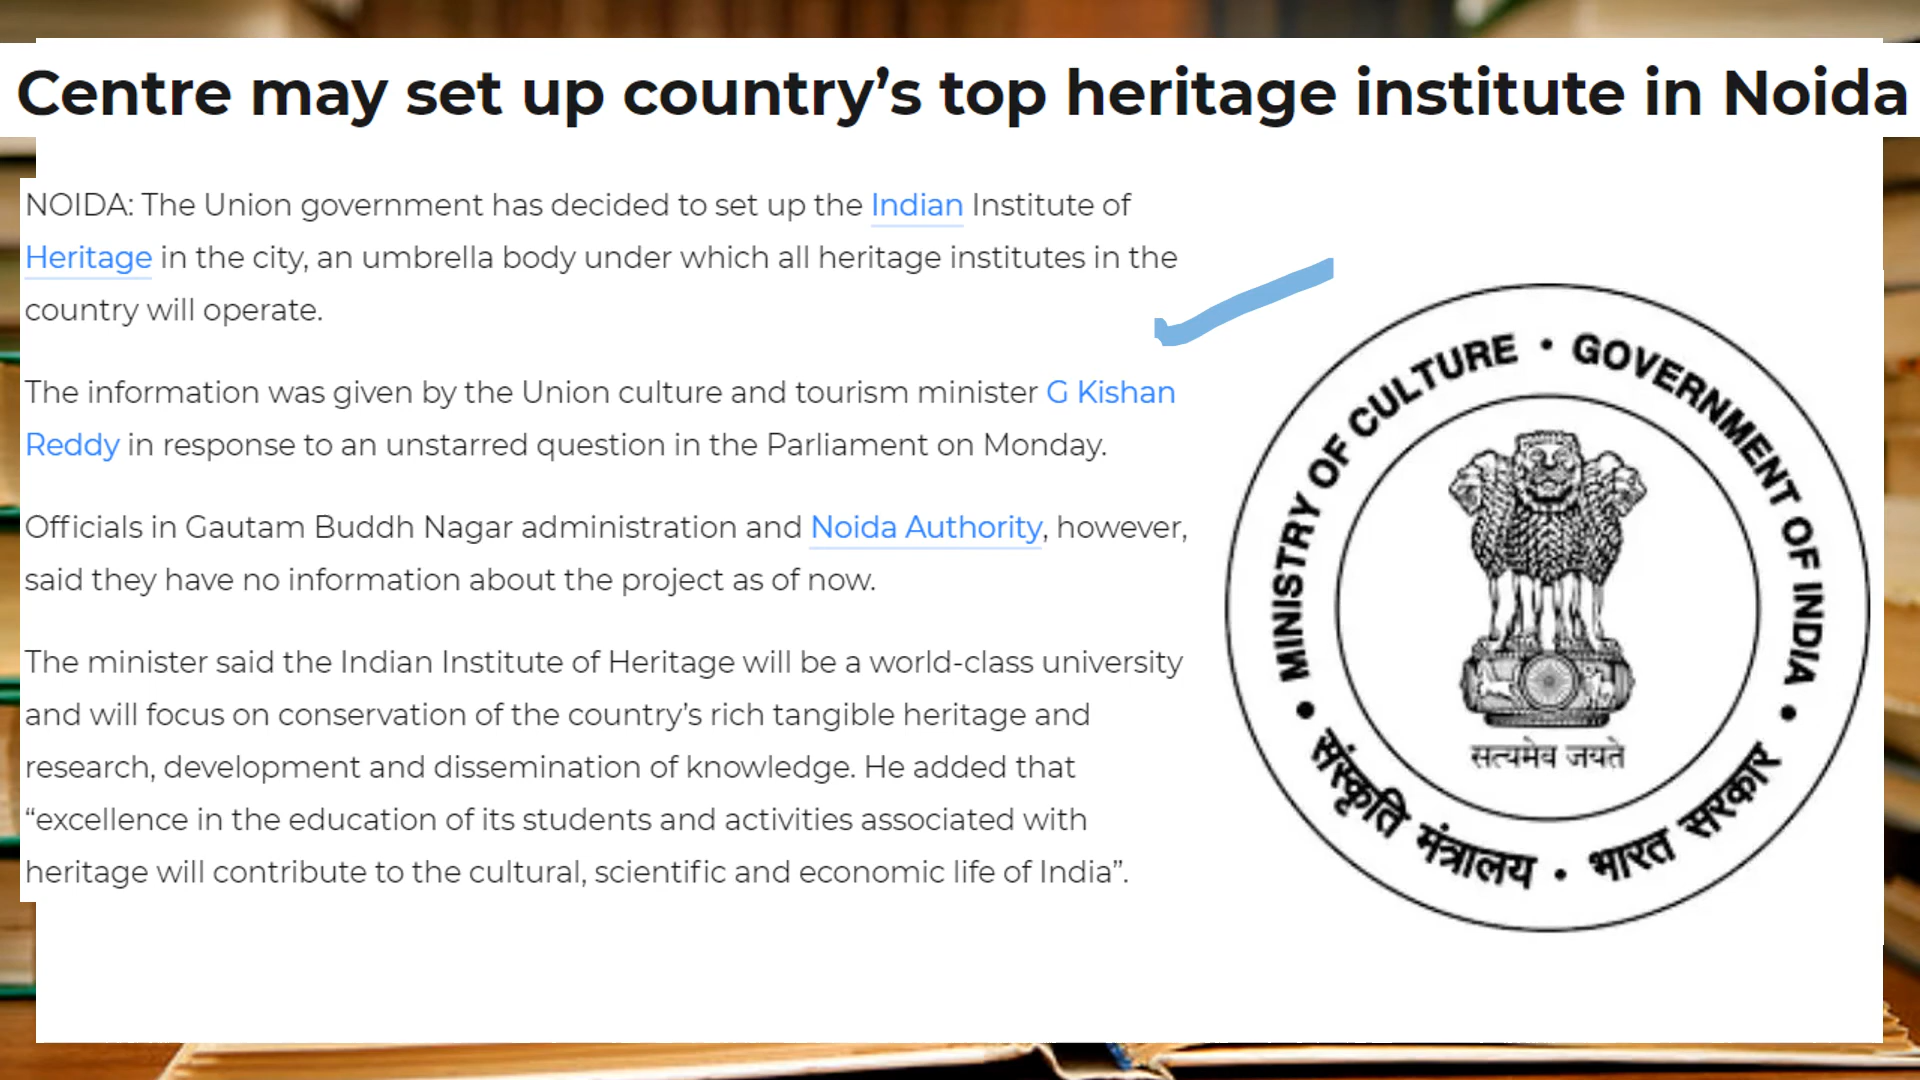 Centre may set up country’s top heritage institute in Noida
NOIDA: The Union government has decided to set up the Indian Institute of
Heritage in the city, an umbrella body under which all heritage institutes in the
country will operate.
The information was given by the Union culture and tourism minister G Kishan
Reddy in response to an unstarred question in the Parliament on Monday.
Officials in Gautam Buddh Nagar administration and Noida Authority, however,
said they have no information about the project as of now.
The minister said the Indian Institute of Heritage will be a world-class university
and will focus on conservation of the country’s rich tangible heritage and
research, development and dissemination of knowledge. He added that
“excellence in the education of its students and activities associated with
heritage will contribute to the cultural, scientific and economic life of India”.
MINISTRY OF CULTURE • GOVERNMENT OF INDIA
सत्यमेव जयते
• संस्कृति मंत्रालय • भारत सरकार •